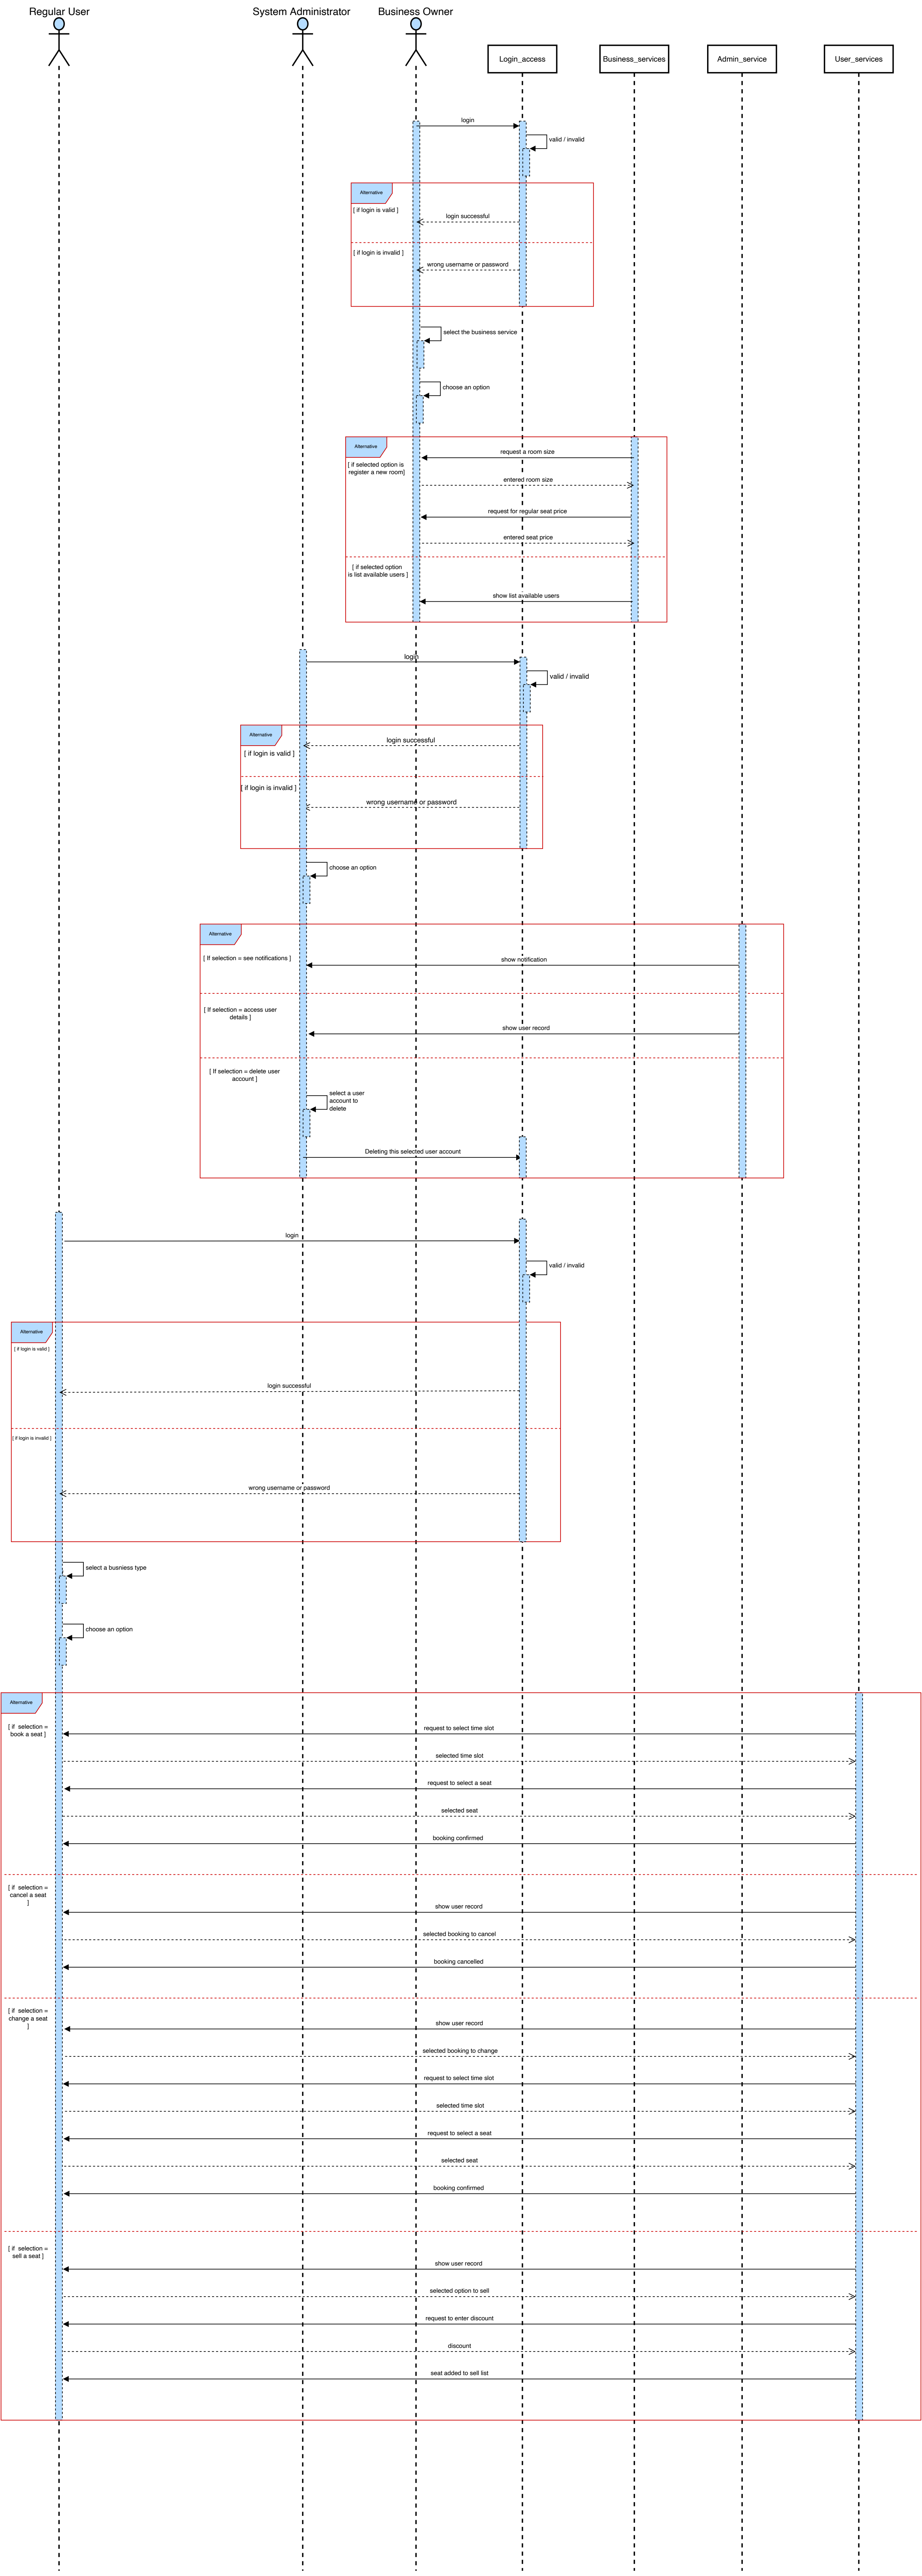 Regular User
System Administrator
Business Owner
Login_access
Business_services
Admin_service
User_services
login
valid / invalid
Alternative
[ if login is valid ]
login successful
[ if login is invalid ]
wrong username or password
select the business service
choose an option
Alternative
request a room size
[ if selected option is
register a new room]
entered room size
request for regular seat price
entered seat price
[ if selected option
is list available users ]
show list available users
login
valid / invalid
Alternative
login successful
[ if login is valid ]
[ if login is invalid ]
wrong username or password
choose an option
Alternative
[ If selection = see notifications ]
show notification
[ If selection = access user
details ]
show user record
[ If selection = delete user
account ]
select a user
account to
delete
Deleting this selected user account
login
valid / invalid
Alternative
[ if login is valid ]
login successful
[ if login is invalid ]
wrong username or password
select a busniess type
choose an option
Alternative
[ if  selection =
book a seat ]
request to select time slot
selected time slot
request to select a seat
selected seat
booking confirmed
[ if  selection =
cancel a seat
]
show user record
selected booking to cancel
booking cancelled
[ if  selection =
change a seat
]
show user record
selected booking to change
request to select time slot
selected time slot
request to select a seat
selected seat
booking confirmed
[ if  selection =
sell a seat ]
show user record
selected option to sell
request to enter discount
discount
seat added to sell list